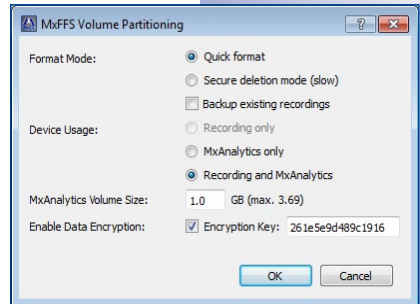 MxFFS Volume Partitioning
Format Mode: Quick format
Secure deletion mode (slow)
Backup existing recordings
Device Usage: Recording only
MxAnalytics only
Recording and MxAnalytics
MxAnalytics Volume Size: 1.0 GB (max. 3.69)
Enable Data Encryption: Encryption Key: 261e5e9d489c1916
OK Cancel